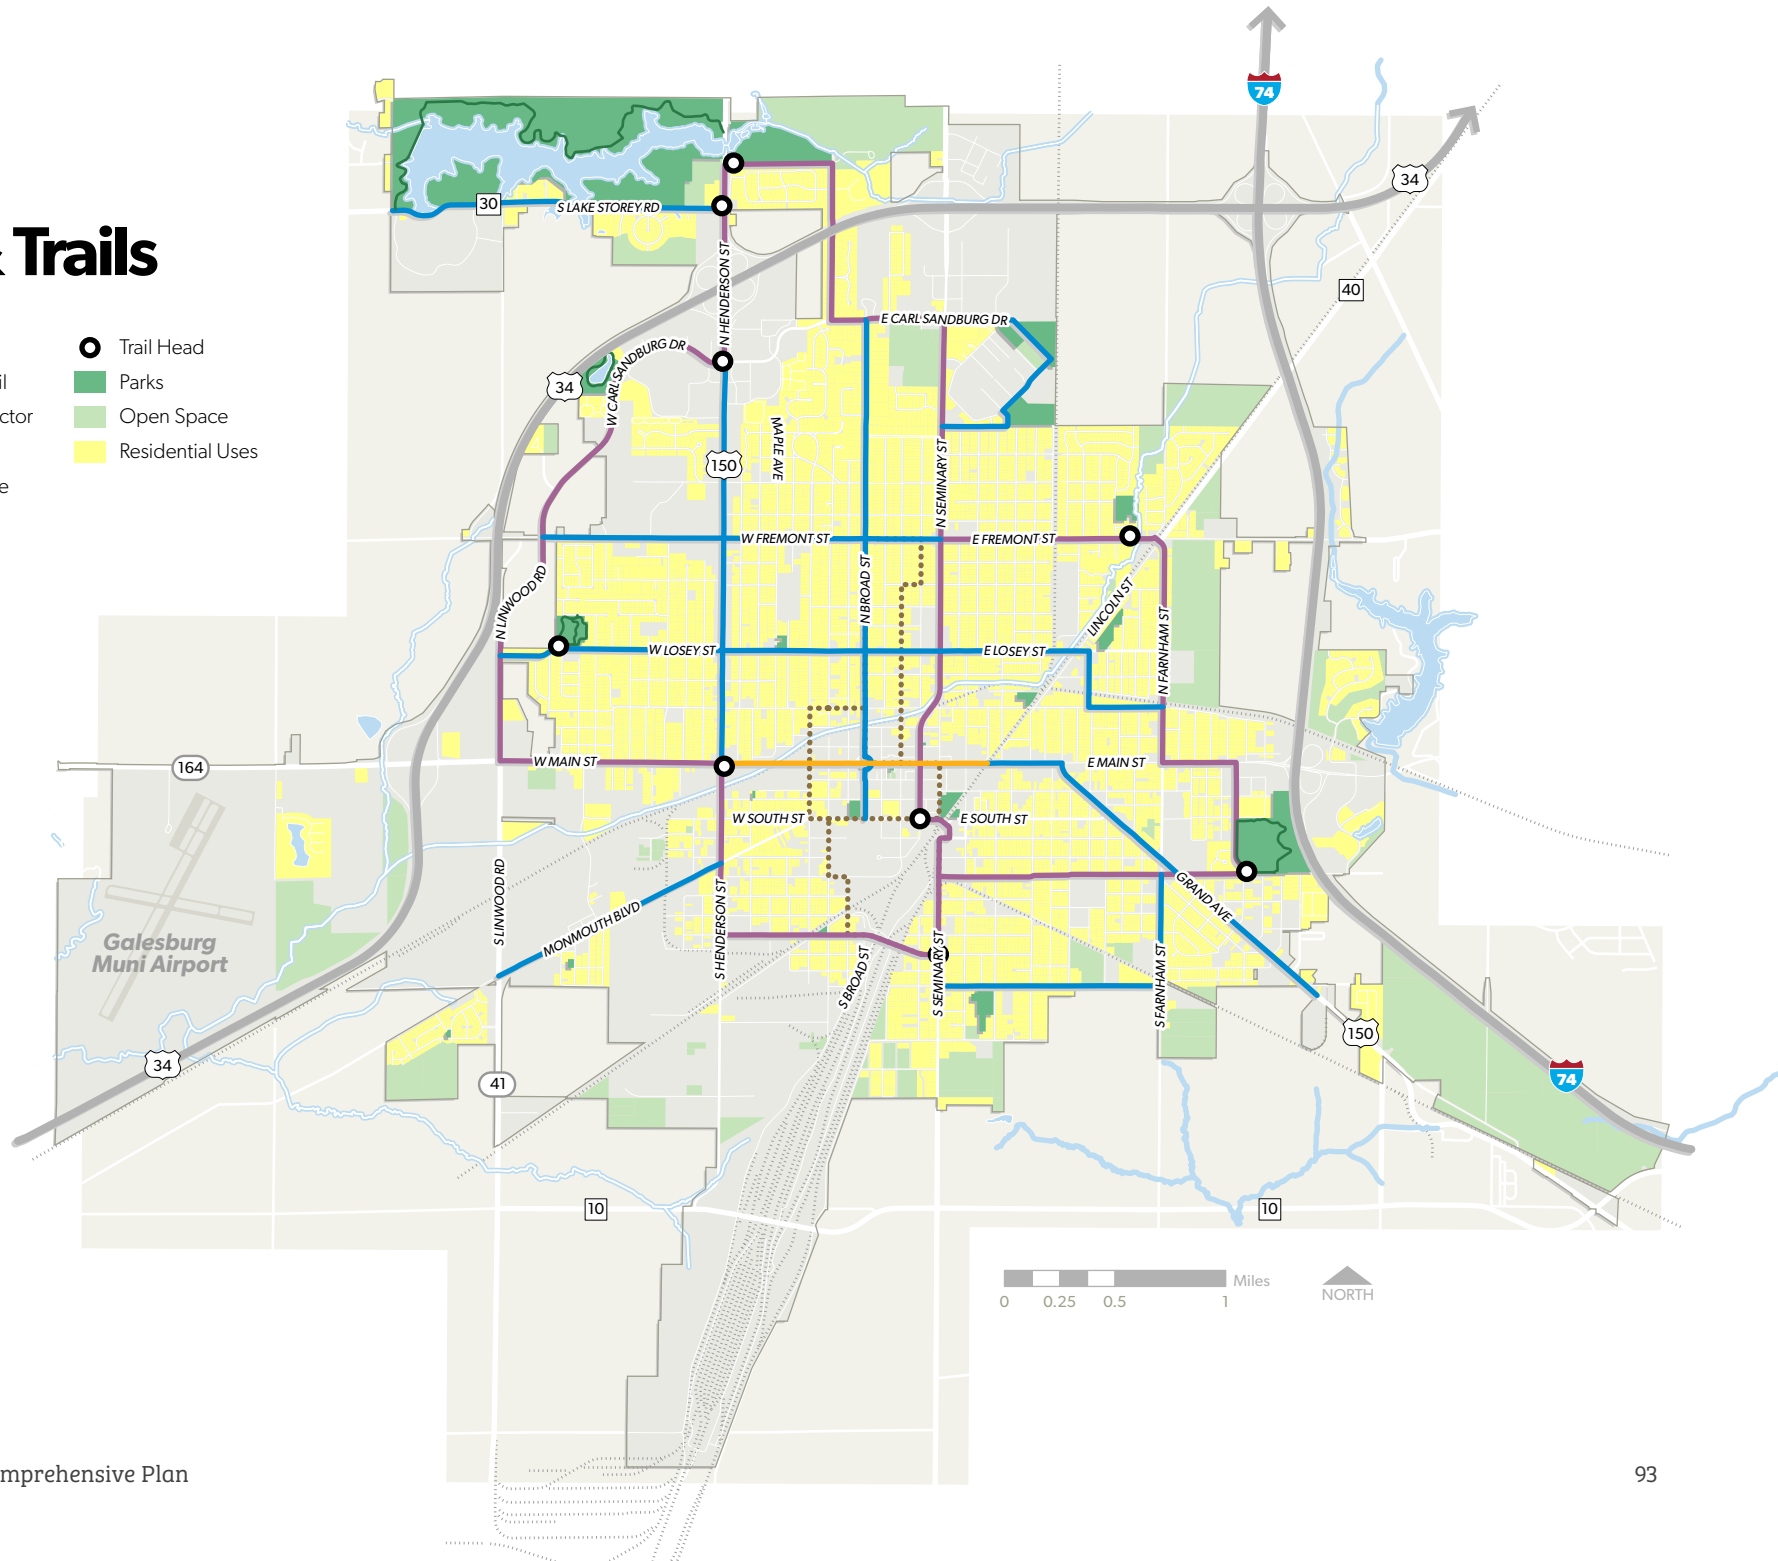 & Trails
Trail Head
Parks
Open Space
Residential Uses
il
ctor
e
74
34
30
S LAKE STOREY RD
N HENDERSON ST
40
E CARL SANDBURG DR
W CARL SANDBURG DR
34
MAPLE AVE
150
N SEMINARY ST
W FREMONT ST
E FREMONT ST
N LINWOOD RD
N BROAD ST
LINCOLN ST
N FARNHAM ST
W LOSEY ST
E LOSEY ST
164
W MAIN ST
E MAIN ST
W SOUTH ST
E SOUTH ST
S LINWOOD RD
MONMOUTH BLVD
S HENDERSON ST
GRAND AVE
Galesburg
Muni Airport
S BROAD ST
S SEMINARY ST
S FARNHAM ST
150
34
41
74
10
10
Miles
0 0.25 0.5 1
NORTH
mprehensive Plan
93